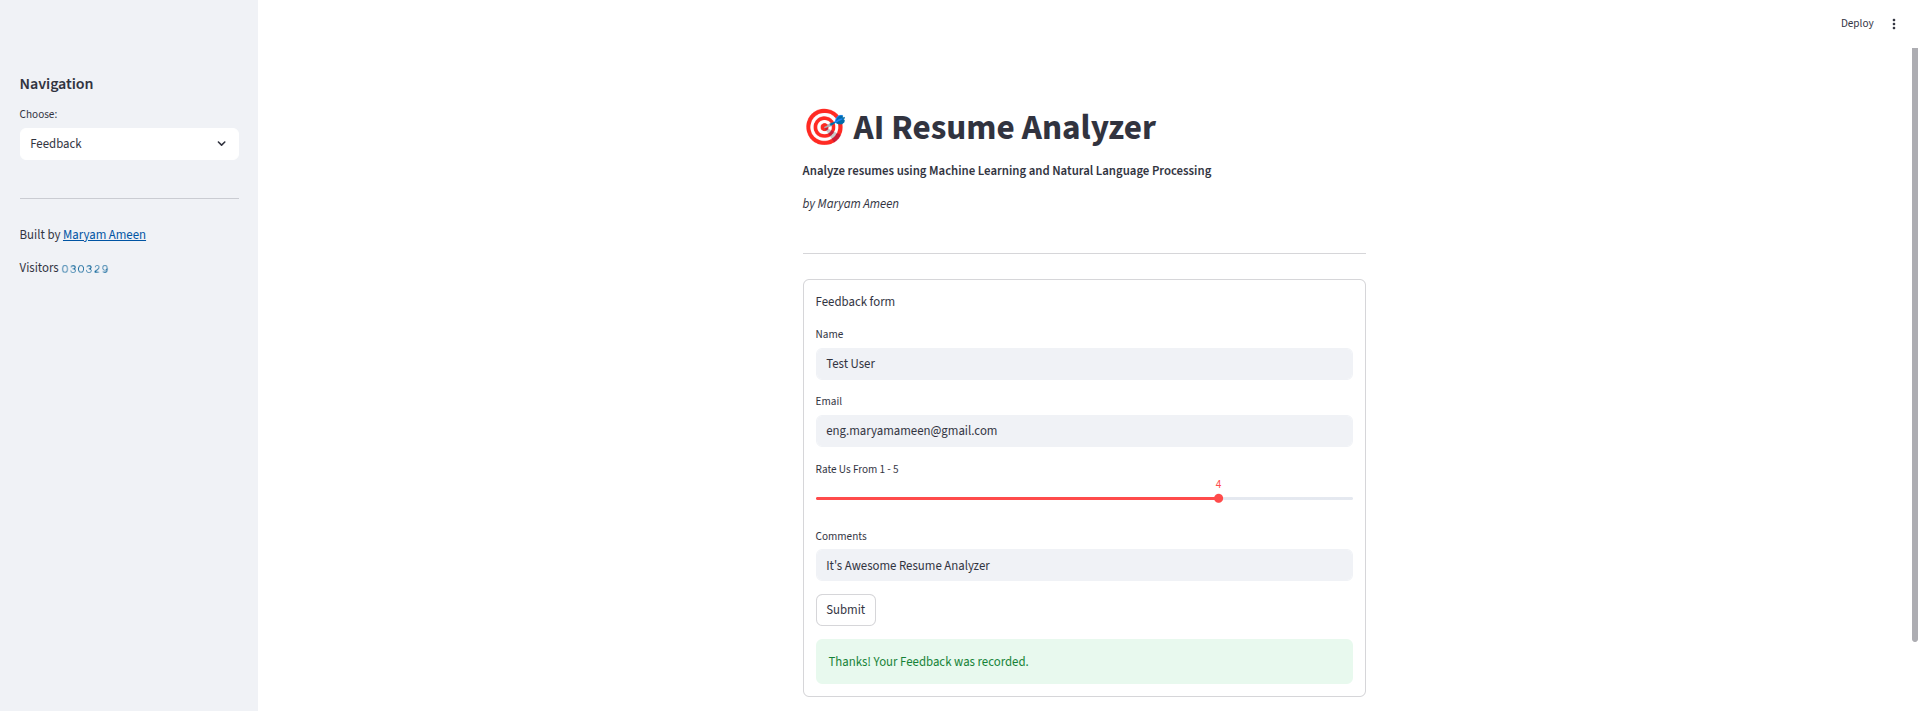 Deploy
Navigation
Choose:
Feedback
Built by Maryam Ameen
Visitors 030329
AI Resume Analyzer
Analyze resumes using Machine Learning and Natural Language Processing
by Maryam Ameen
Feedback form
Name
Test User
Email
eng.maryamameen@gmail.com
Rate Us From 1 - 5
4
Comments
It's Awesome Resume Analyzer
Submit
Thanks! Your Feedback was recorded.